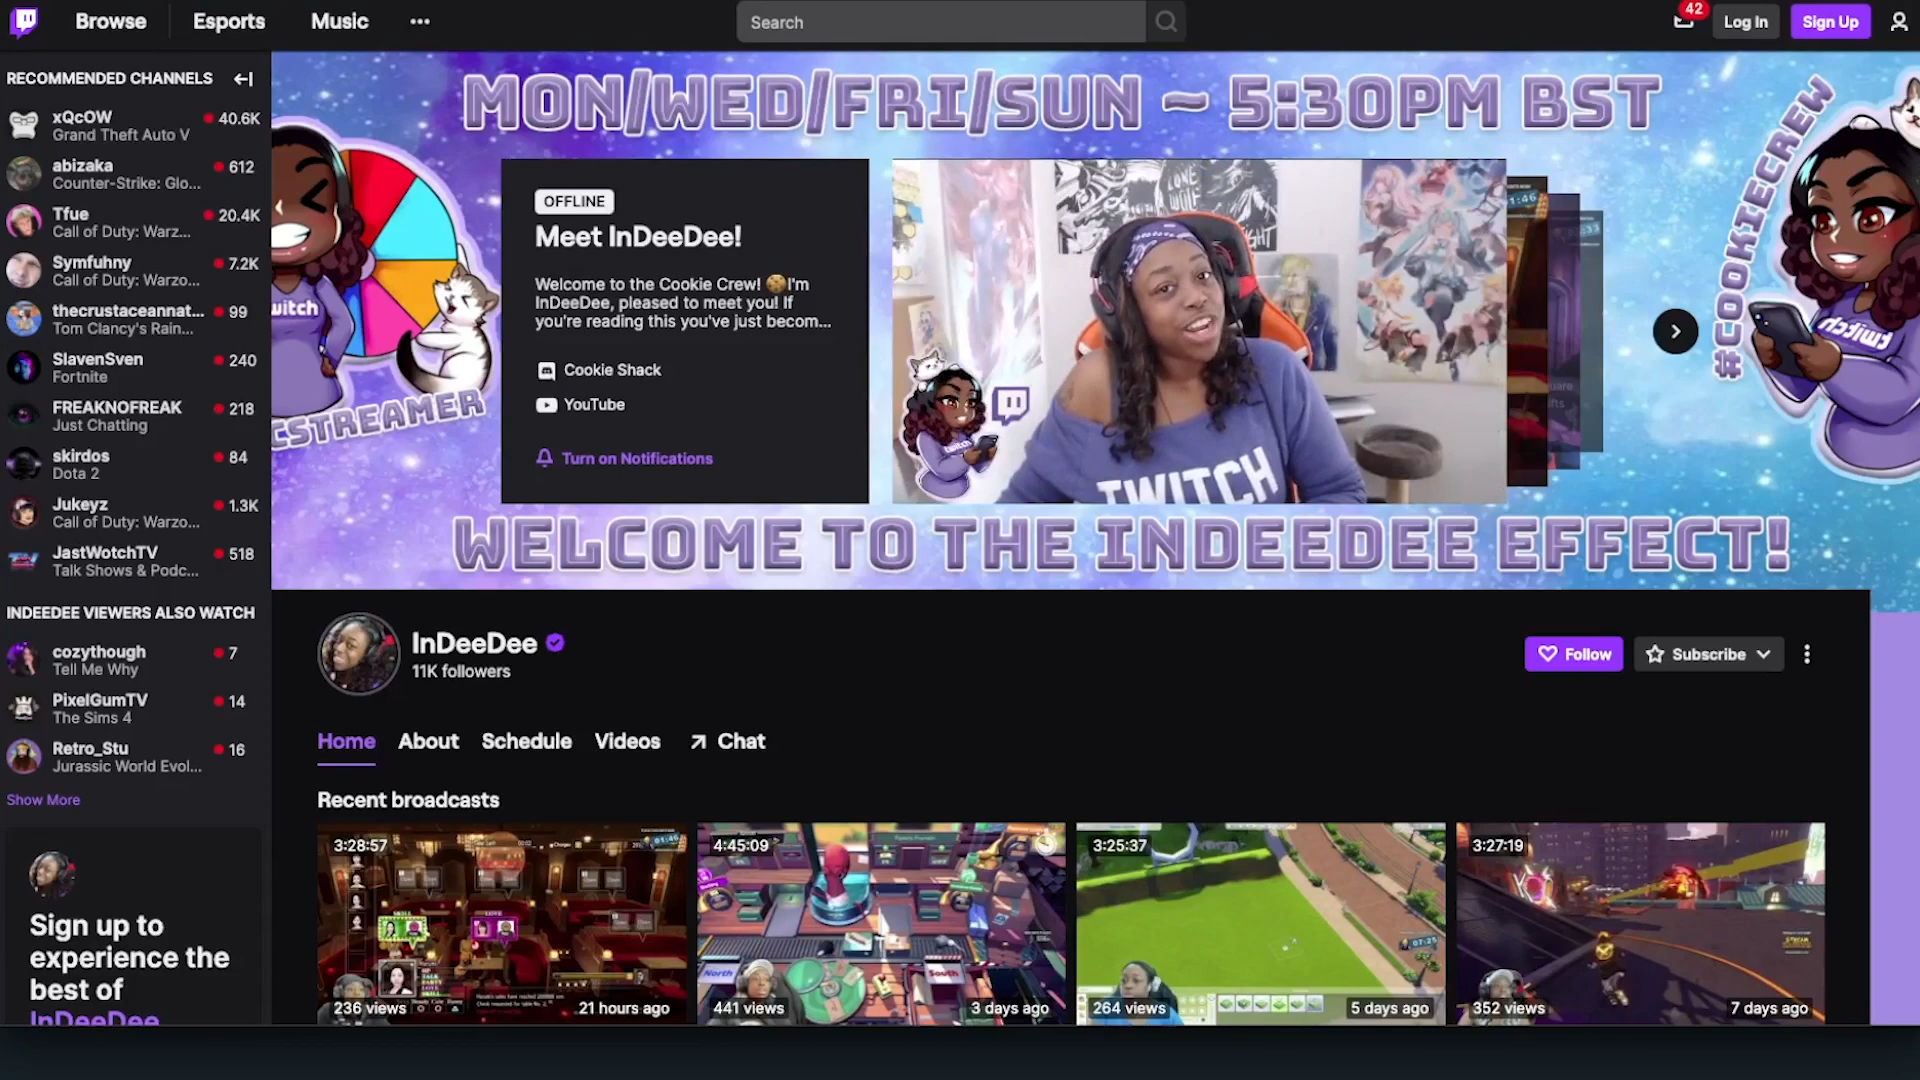 Browse
Esports
Music
Search
42
Log In
Sign Up
RECOMMENDED CHANNELS
xQcOW
40.6K
Grand Theft Auto V
abizaka
612
Counter-Strike: Glo...
Tfue
20.4K
Call of Duty: Warz...
Symfuhny
7.2K
Call of Duty: Warzo...
thecrustaceannat...
99
Tom Clancy's Rain...
SlavenSven
240
Fortnite
FREAKNOFREAK
218
Just Chatting
skirdos
84
Dota 2
Jukeyz
1.3K
Call of Duty: Warzo...
JastWotchTV
518
Talk Shows & Podc...
INDEEDEE VIEWERS ALSO WATCH
cozythough
7
Tell Me Why
PixelGumTV
14
The Sims 4
Retro_Stu
16
Jurassic World Evol...
Show More
Sign up to
experience the
best of
InDeeDee
MON/WED/FRI/SUN ~ 5:30PM BST
OFFLINE
Meet InDeeDee!
Welcome to the Cookie Crew! I'm
InDeeDee, pleased to meet you! If
you're reading this you've just becom...
Cookie Shack
YouTube
Turn on Notifications
TWITCH
#COOKIECREW
twitch
WELCOME TO THE INDEEDEE EFFECT!
InDeeDee
11K followers
Follow
Subscribe
Home
About
Schedule
Videos
Chat
Recent broadcasts
3:28:57
236 views
21 hours ago
4:45:09
North
South
441 views
3 days ago
3:25:37
07:25
264 views
5 days ago
3:27:19
352 views
7 days ago